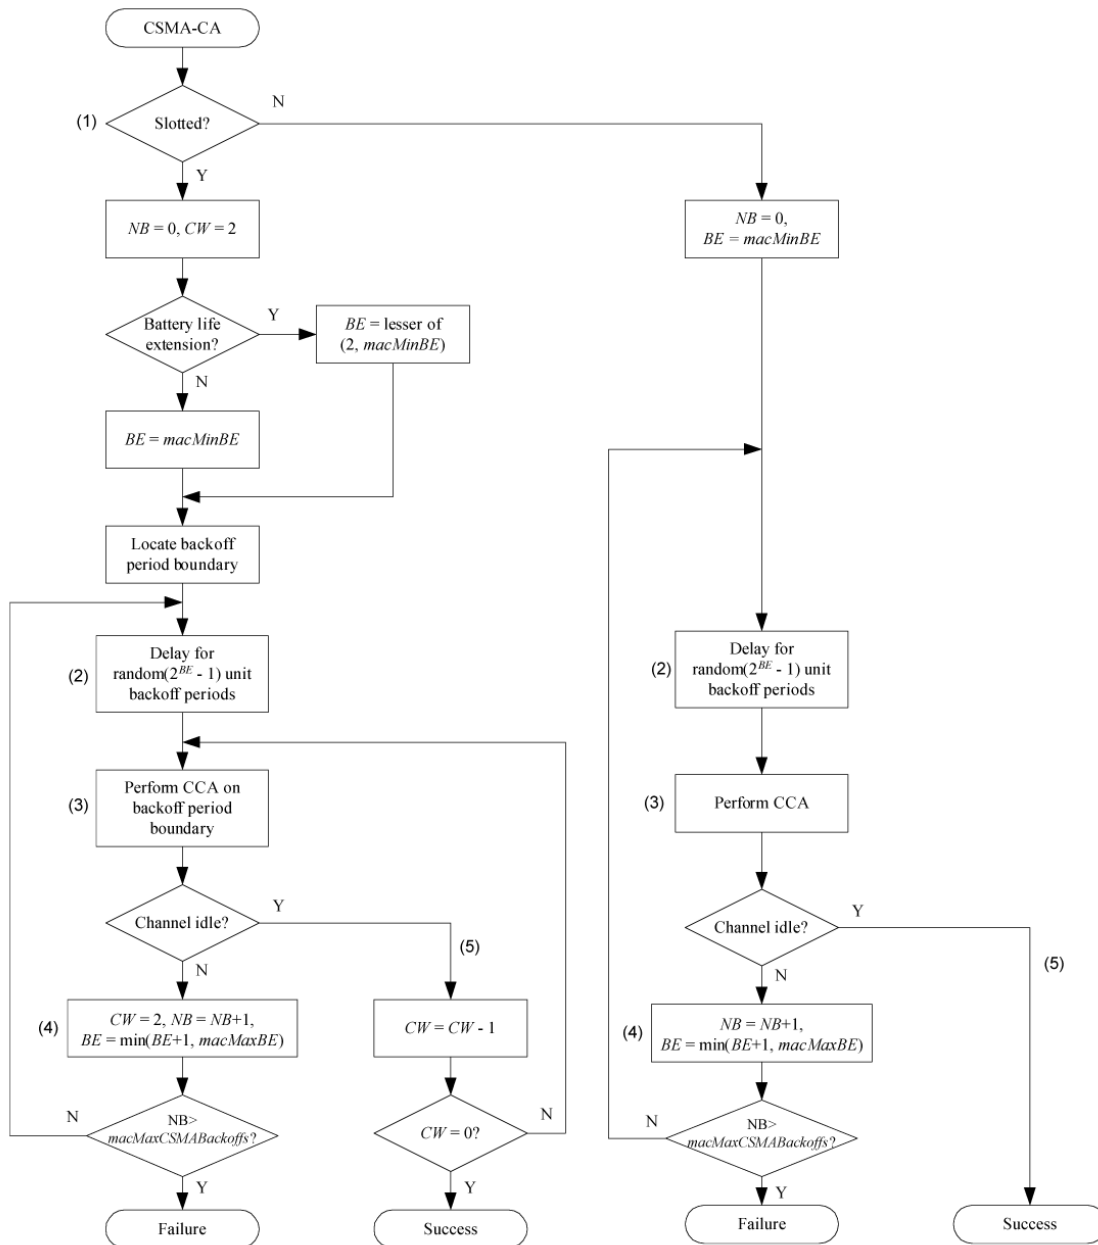 CSMA-CA
(1)
Slotted?
N
Y
NB = 0, CW = 2
NB = 0,
BE = macMinBE
Battery life
extension?
Y
BE = lesser of
(2, macMinBE)
N
BE = macMinBE
Locate backoff
period boundary
(2)
Delay for
random(2^BE - 1) unit
backoff periods
(2)
Delay for
random(2^BE - 1) unit
backoff periods
(3)
Perform CCA on
backoff period
boundary
(3)
Perform CCA
Channel idle?
Y
(5)
N
Channel idle?
Y
(5)
N
(4)
CW = 2, NB = NB+1,
BE = min(BE+1, macMaxBE)
CW = CW - 1
(4)
NB = NB+1,
BE = min(BE+1, macMaxBE)
N
NB>
macMaxCSMABackoffs?
Y
CW = 0?
N
Y
N
NB>
macMaxCSMABackoffs?
Y
Failure
Success
Failure
Success